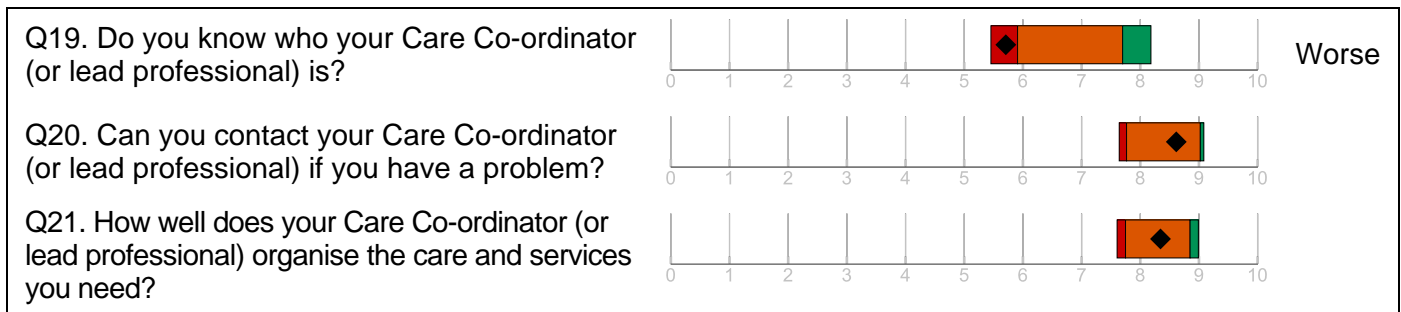 Q19. Do you know who your Care Co-ordinator
(or lead professional) is?
Worse
0 1 2 3 4 5 6 7 8 9 10
Q20. Can you contact your Care Co-ordinator
(or lead professional) if you have a problem?
0 1 2 3 4 5 6 7 8 9 10
Q21. How well does your Care Co-ordinator (or
lead professional) organise the care and services
you need?
0 1 2 3 4 5 6 7 8 9 10